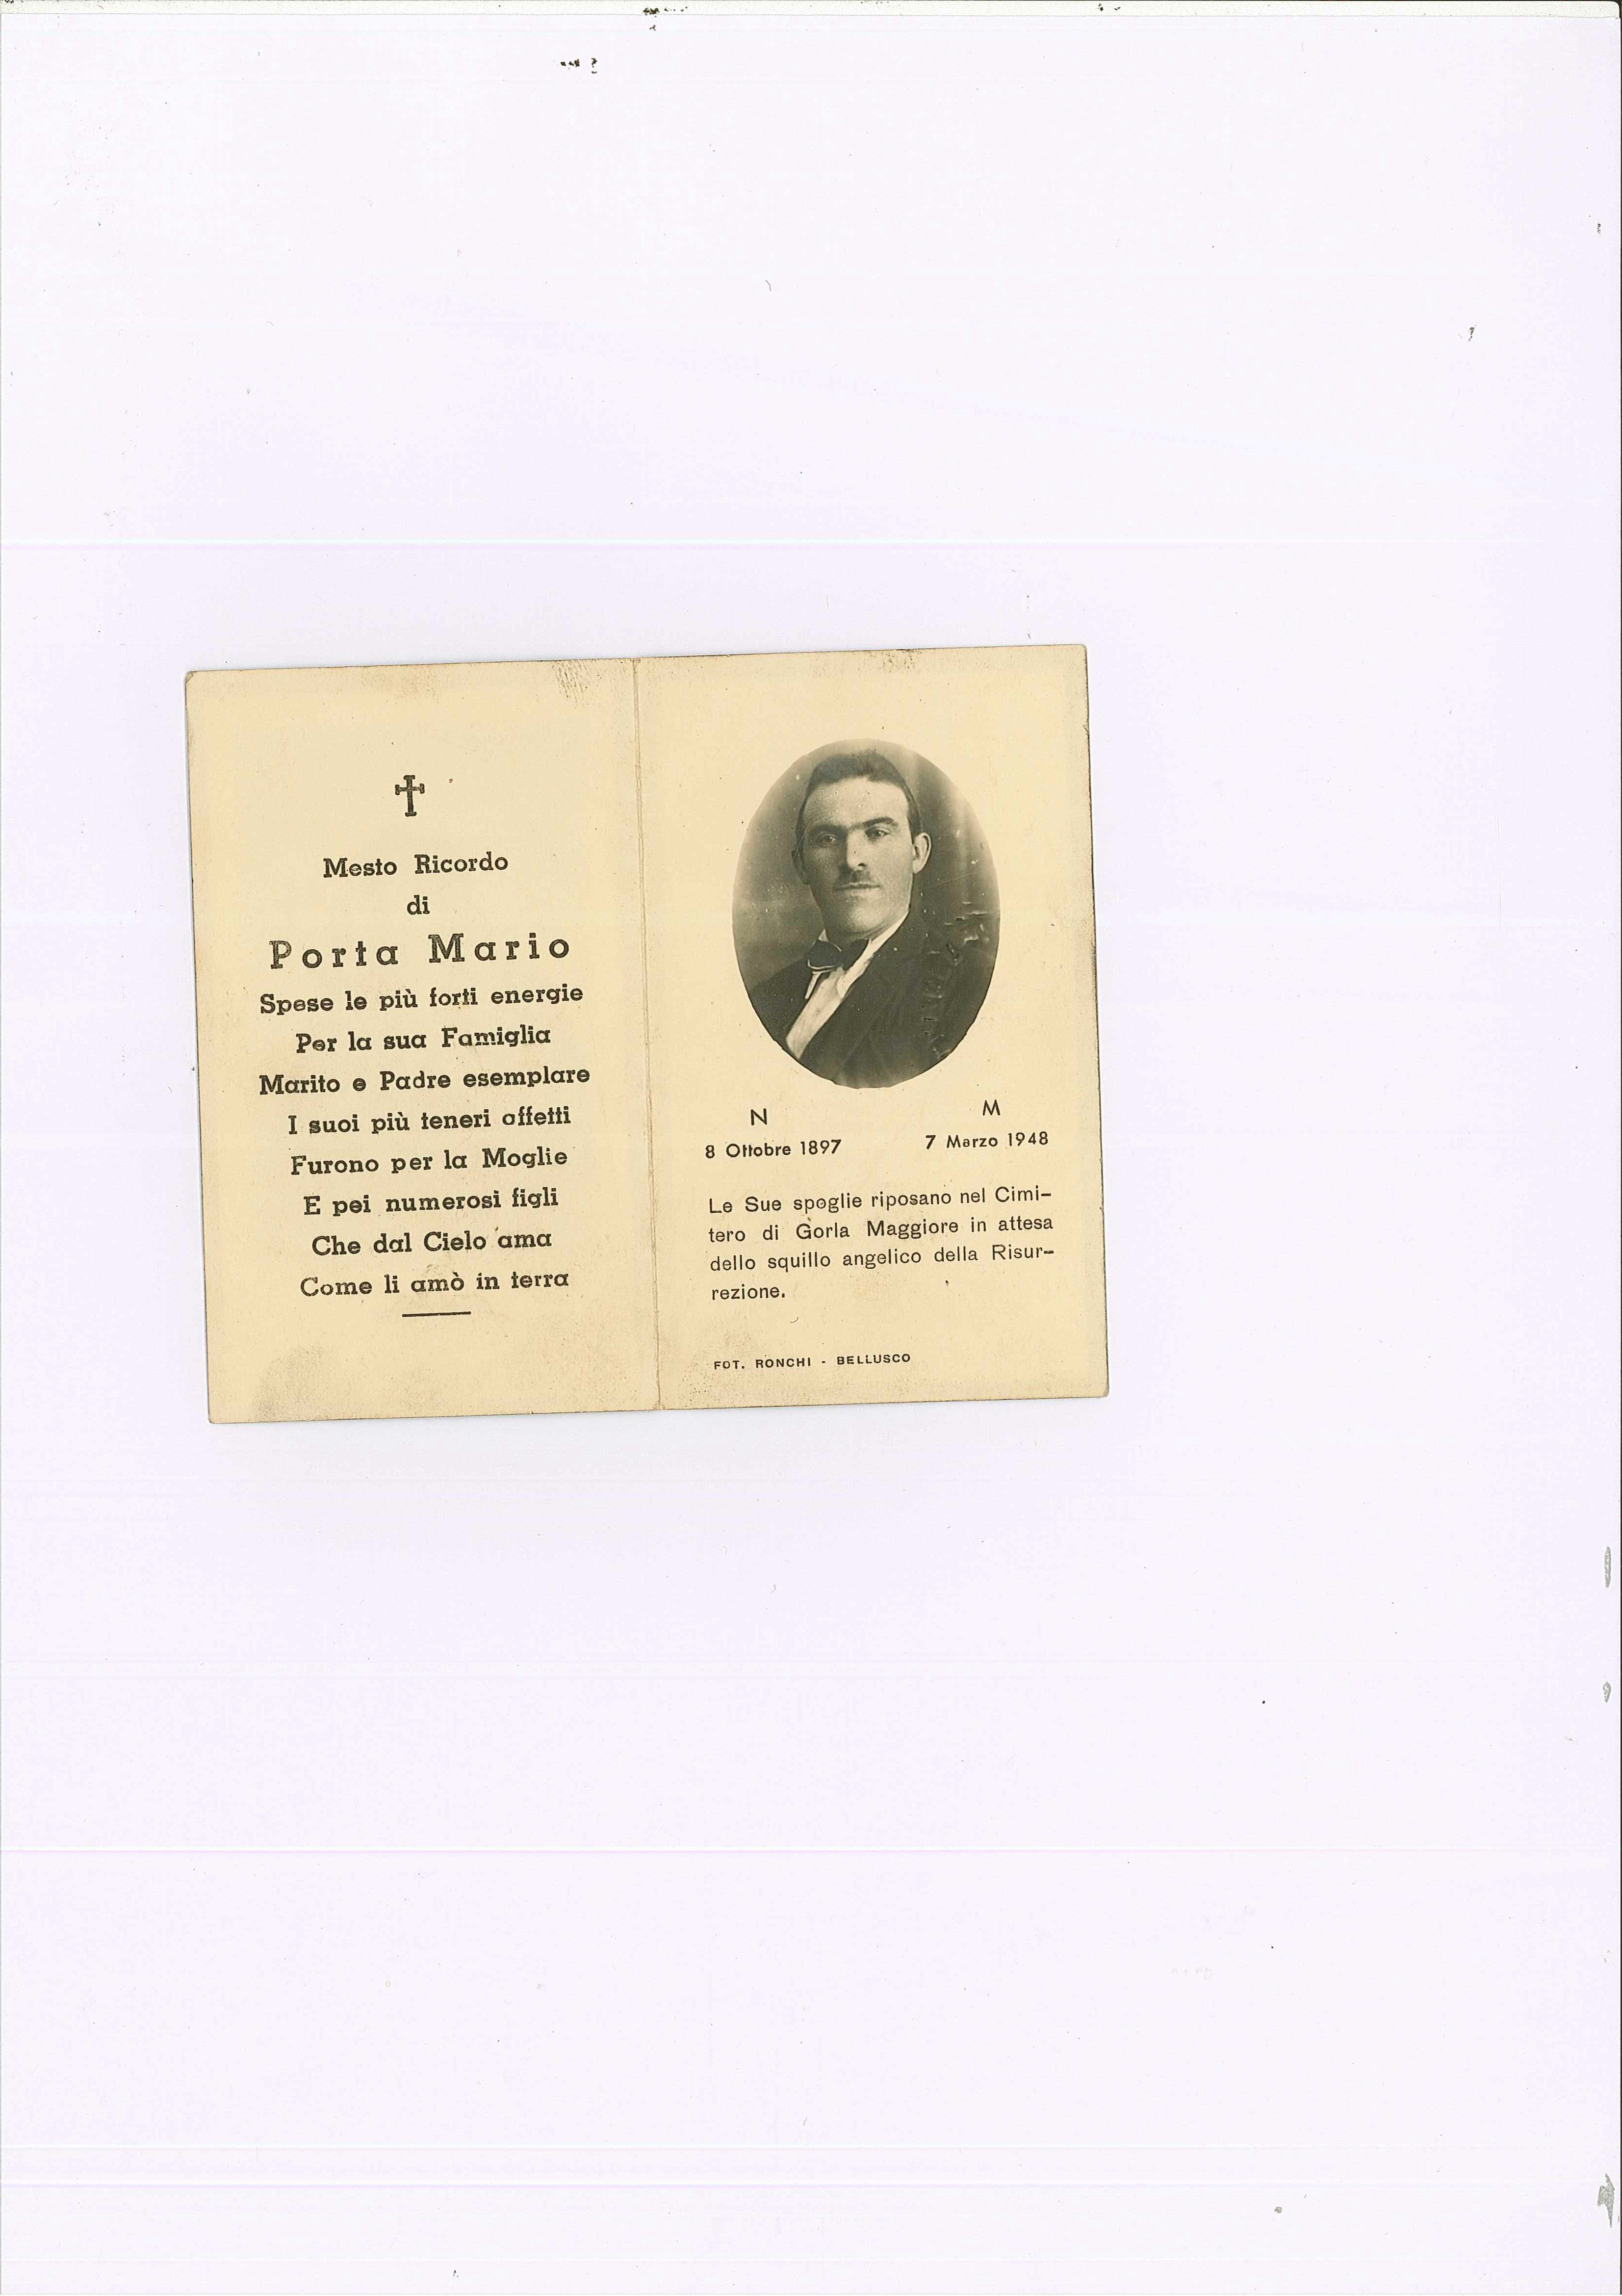 Mesto Ricordo
di
Porta Mario
Spese le più forti energie
Per la sua Famiglia
Marito e Padre esemplare
I suoi più teneri affetti
Furono per la Moglie
E pei numerosi figli
Che dal Cielo ama
Come li amò in terra
N M
8 Ottobre 1897 7 Marzo 1948
Le Sue spoglie riposano nel Cimi-
tero di Gorla Maggiore in attesa
dello squillo angelico della Risur-
rezione.
FOT. RONCHI - BELLUSCO